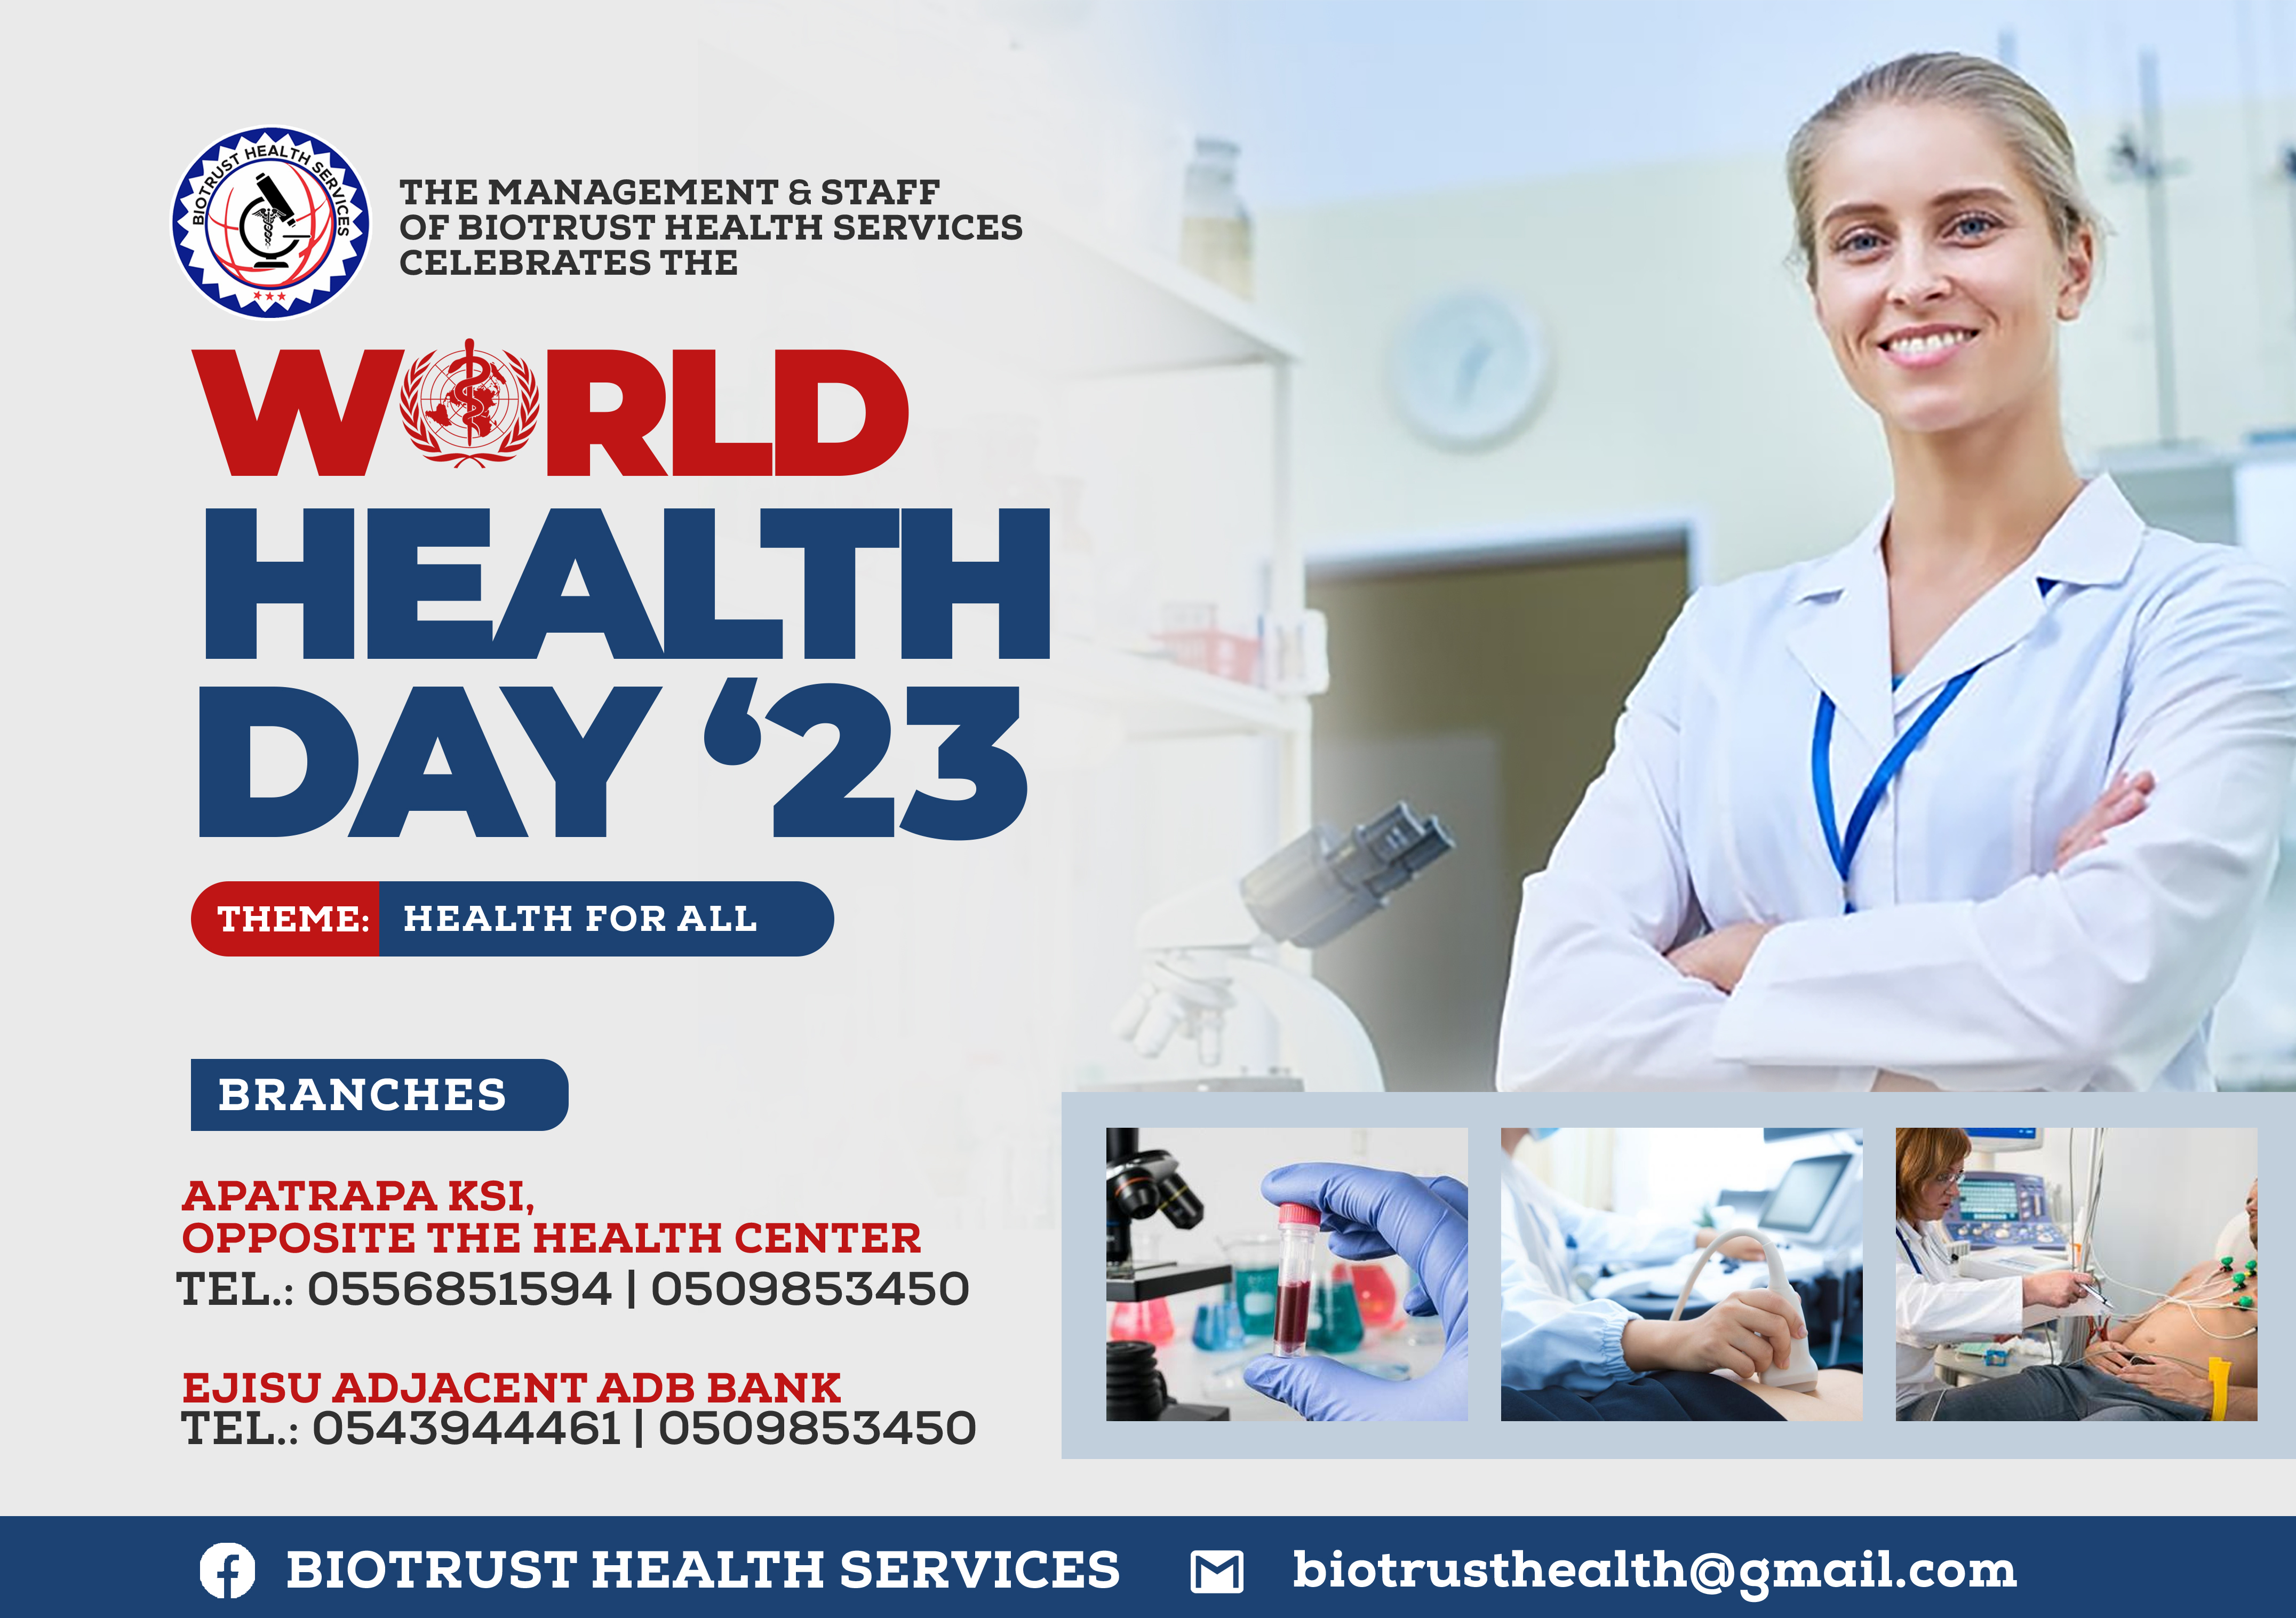 BIOTRUST HEALTH SERVICES
THE MANAGEMENT & STAFF
OF BIOTRUST HEALTH SERVICES
CELEBRATES THE
WORLD
HEALTH
DAY ‘23
THEME: HEALTH FOR ALL
BRANCHES
APATRAPA KSI,
OPPOSITE THE HEALTH CENTER
TEL.: 0556851594 | 0509853450
EJISU ADJACENT ADB BANK
TEL.: 0543944461 | 0509853450
BIOTRUST HEALTH SERVICES biotrusthealth@gmail.com